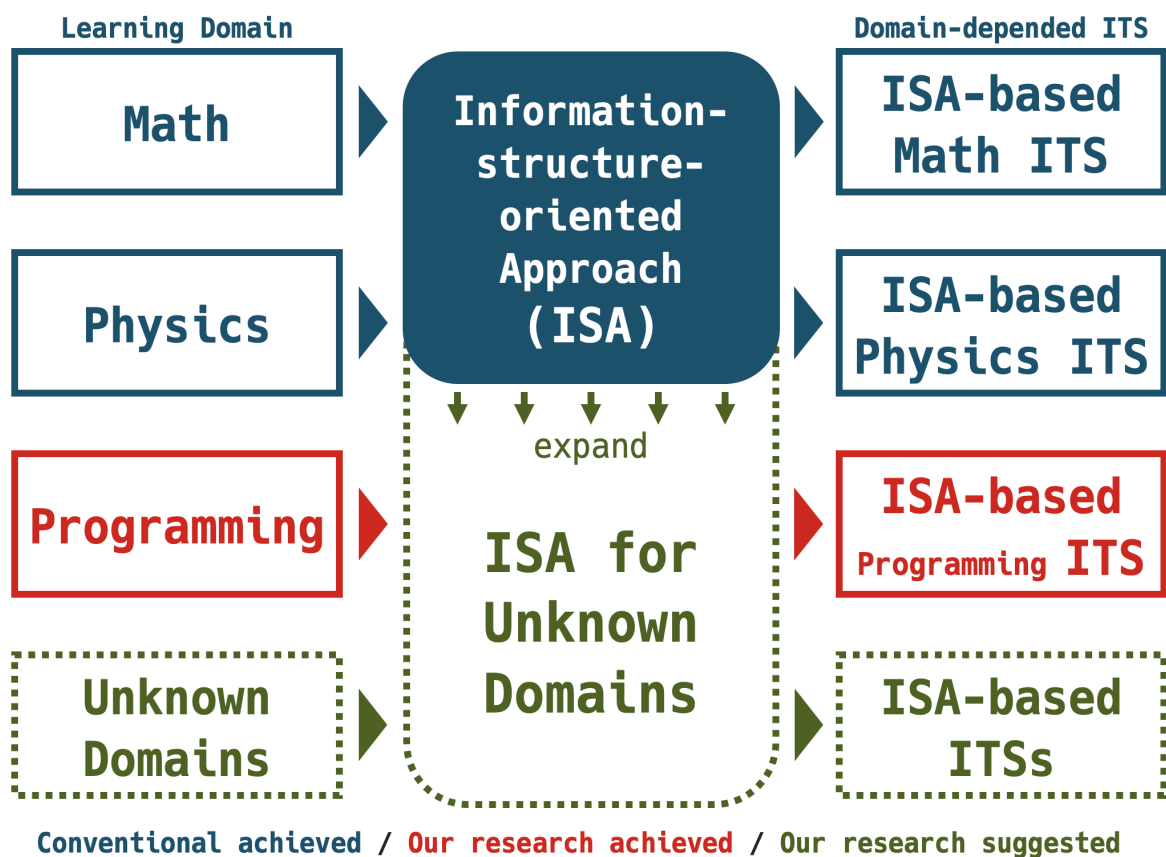 Learning Domain
Domain-depended ITS
Math
Information-
structure-
oriented
Approach
(ISA)
ISA-based
Math ITS
Physics
ISA-based
Physics ITS
expand
Programming
ISA for
Unknown
Domains
ISA-based
Programming ITS
Unknown
Domains
ISA-based
ITSs
Conventional achieved / Our research achieved / Our research suggested